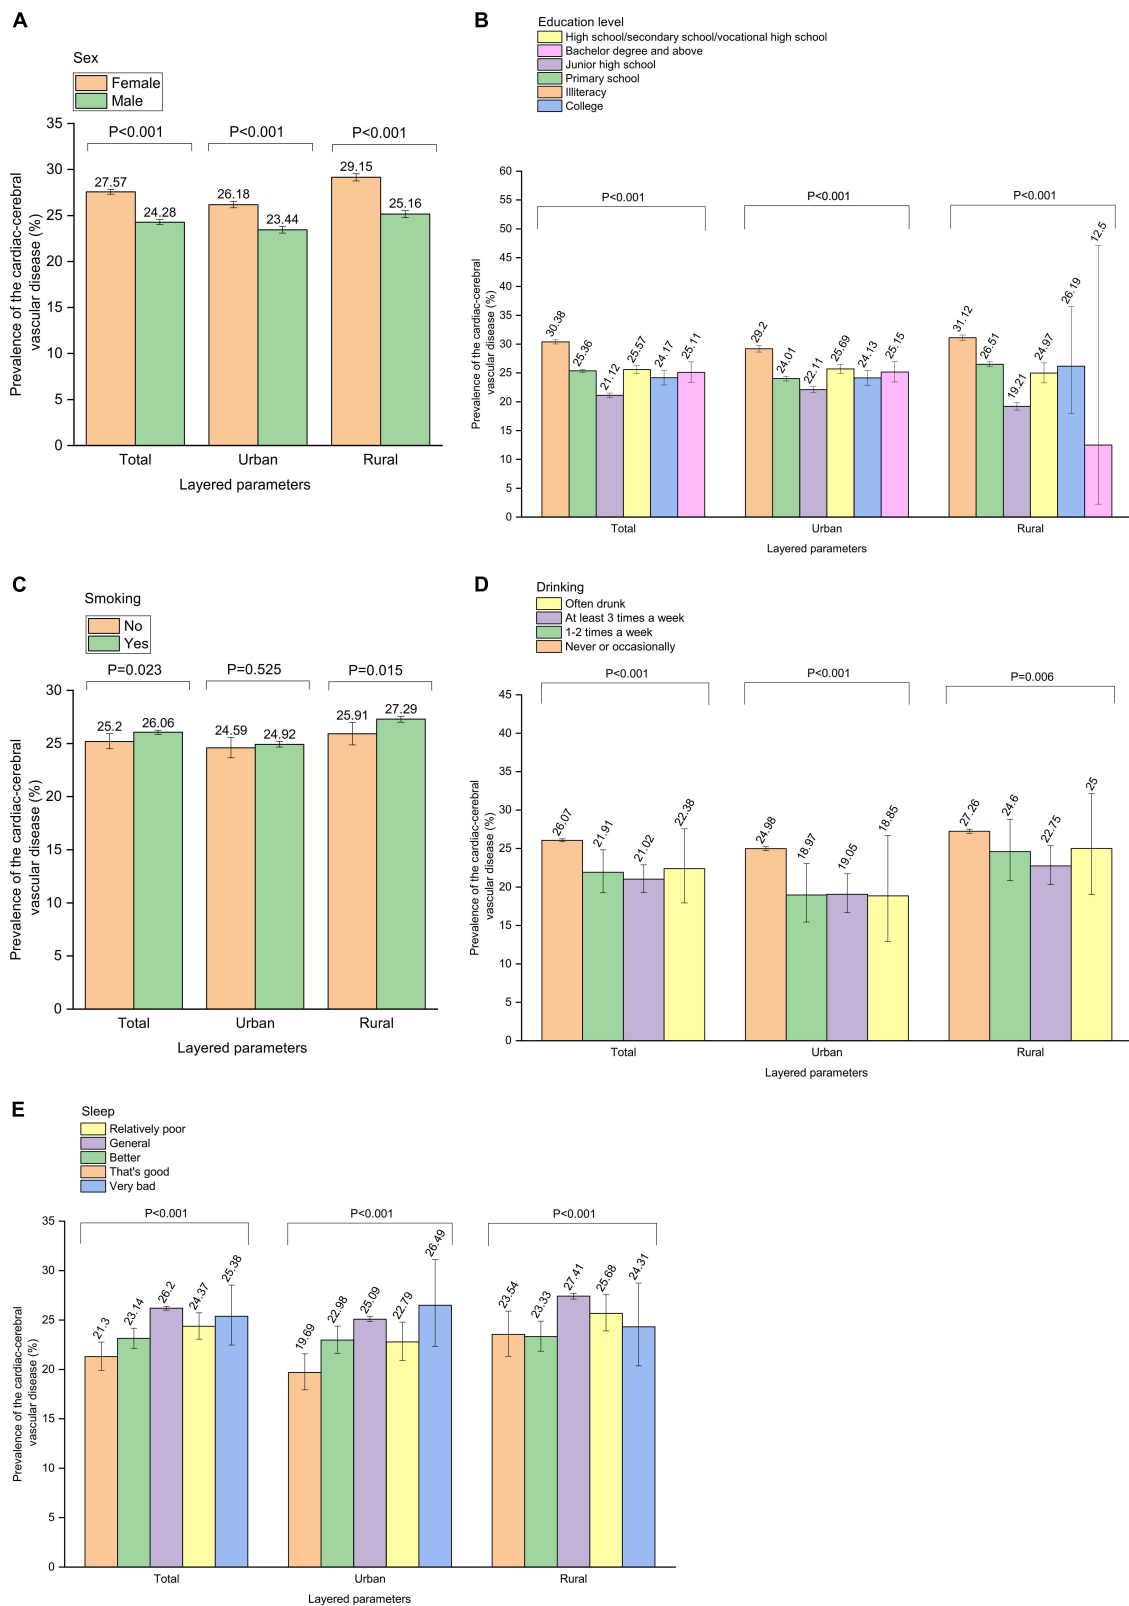 A
Sex
Female
Male
Prevalence of the cardiac-cerebral
vascular disease (%)
35
30
25
20
15
10
5
0
P<0.001
P<0.001
P<0.001
27.57
24.28
26.18
23.44
29.15
25.16
Total
Urban
Rural
Layered parameters
B
Education level
High school/secondary school/vocational high school
Bachelor degree and above
Junior high school
Primary school
Illiteracy
College
Prevalence of the cardiac-cerebral
vascular disease (%)
60
55
50
45
40
35
30
25
20
15
10
5
0
P<0.001
P<0.001
P<0.001
30.38
25.36
21.12
25.57
24.17
25.11
29.2
24.01
22.11
25.69
24.13
25.15
31.12
26.51
19.21
24.97
26.19
12.5
Total
Urban
Rural
Layered parameters
C
Smoking
No
Yes
Prevalence of the cardiac-cerebral
vascular disease (%)
30
25
20
15
10
5
0
P=0.023
P=0.525
P=0.015
25.2
26.06
24.59
24.92
25.91
27.29
Total
Urban
Rural
Layered parameters
D
Drinking
Often drunk
At least 3 times a week
1-2 times a week
Never or occasionally
Prevalence of the cardiac-cerebral
vascular disease (%)
45
40
35
30
25
20
15
10
5
0
P<0.001
P<0.001
P=0.006
26.07
21.91
21.02
22.38
24.98
18.97
19.05
18.85
27.26
24.6
22.75
25
Total
Urban
Rural
Layered parameters
E
Sleep
Relatively poor
General
Better
That's good
Very bad
Prevalence of the cardiac-cerebral
vascular disease (%)
35
30
25
20
15
10
5
0
P<0.001
P<0.001
P<0.001
21.3
23.14
26.2
24.37
25.38
19.69
22.98
25.09
22.79
26.49
23.54
23.33
27.41
25.68
24.31
Total
Urban
Rural
Layered parameters